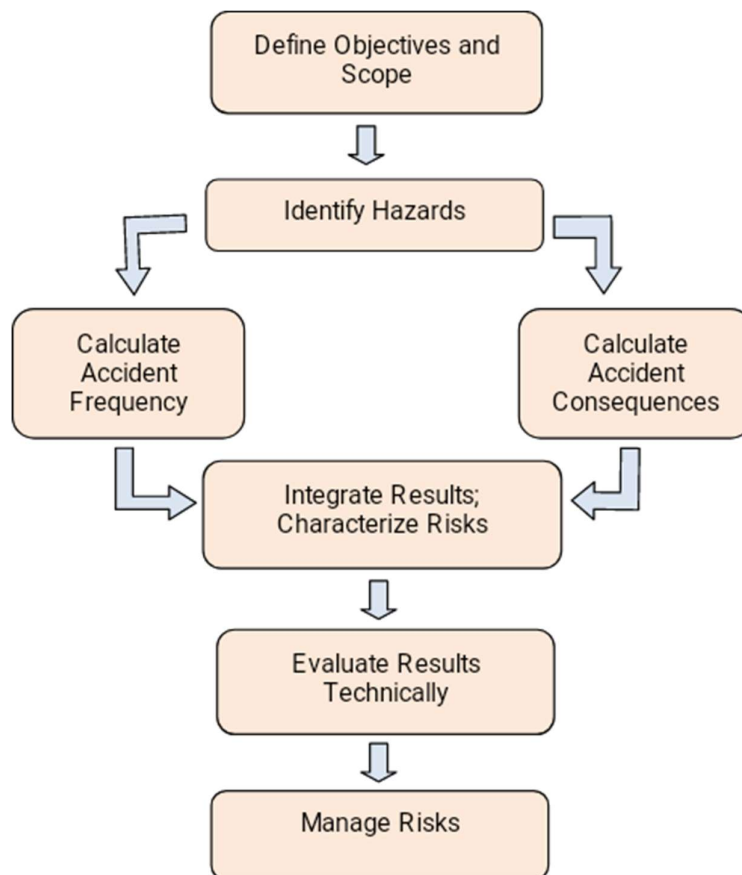 Define Objectives and
Scope
Identify Hazards
Calculate
Accident
Frequency
Calculate
Accident
Consequences
Integrate Results;
Characterize Risks
Evaluate Results
Technically
Manage Risks